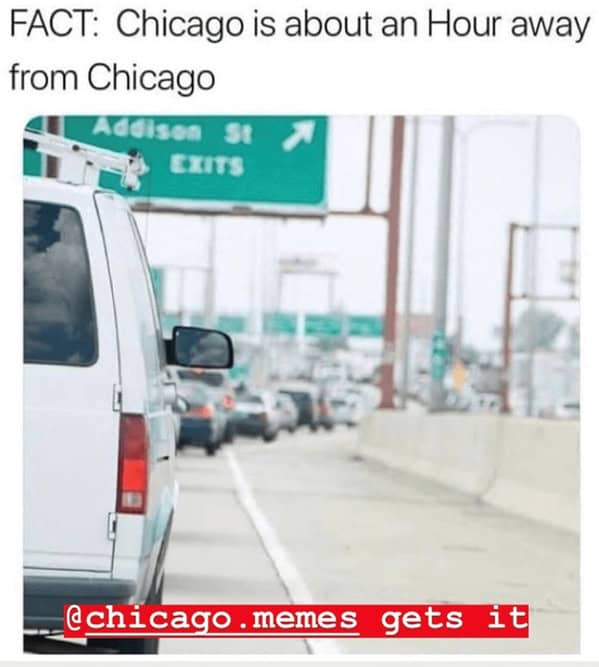 FACT: Chicago is about an Hour away
from Chicago
Addison St
EXITS
@chicago.memes gets it